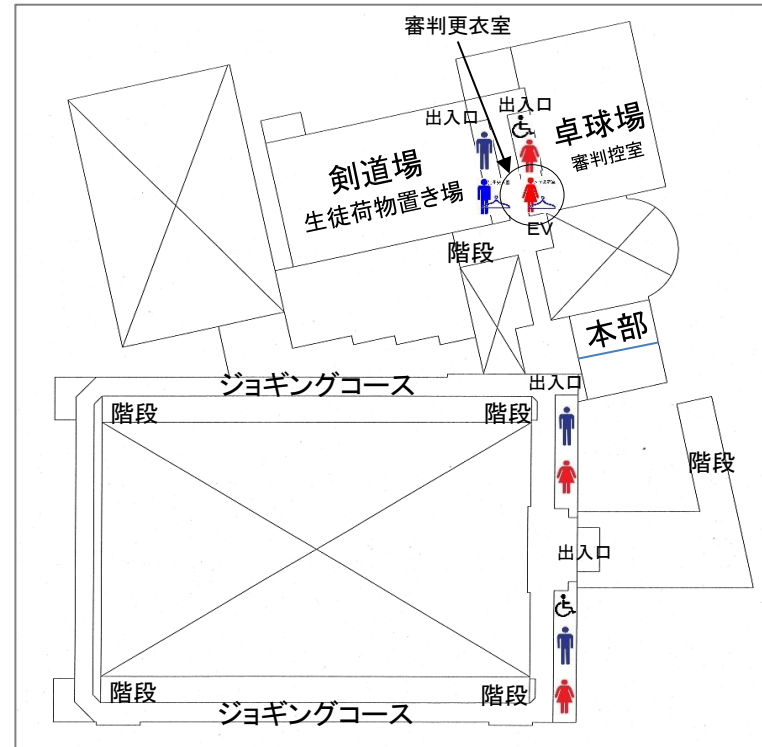 審判更衣室
出入口
出入口
卓球場
審判控室
剣道場
生徒荷物置き場
EV
階段
本部
ジョギングコース
出入口
階段
階段
階段
出入口
階段
階段
ジョギングコース